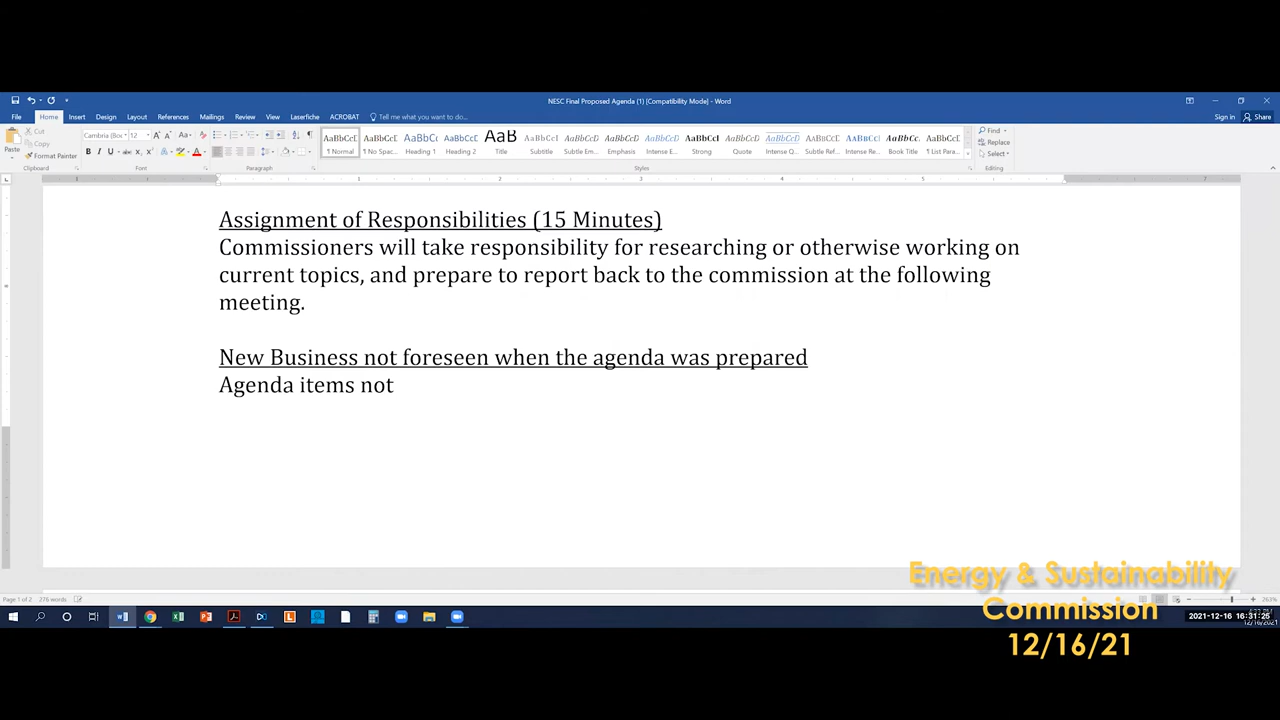 NESC Final Proposed Agenda (1) [Compatibility Mode] - Word
File Home Insert Design Layout References Mailings Review View Laserfiche ACROBAT Tell me what you want to do... Sign in Share
Cut
Copy
Paste Format Painter
Clipboard Font Paragraph Styles Editing
12
¶ Normal ¶ No Spac... Heading 1 Heading 2 Title Subtitle Subtle Em... Emphasis Intense E... Strong Quote Intense Q... Subtle Ref... Intense Re... Book Title ¶ List Para...
Find
Replace
Select
Assignment of Responsibilities (15 Minutes)
Commissioners will take responsibility for researching or otherwise working on
current topics, and prepare to report back to the commission at the following
meeting.
New Business not foreseen when the agenda was prepared
Agenda items not
Energy & Sustainability
Commission
12/16/21
Page 1 of 2 276 words
2021-12-16 16:31:25